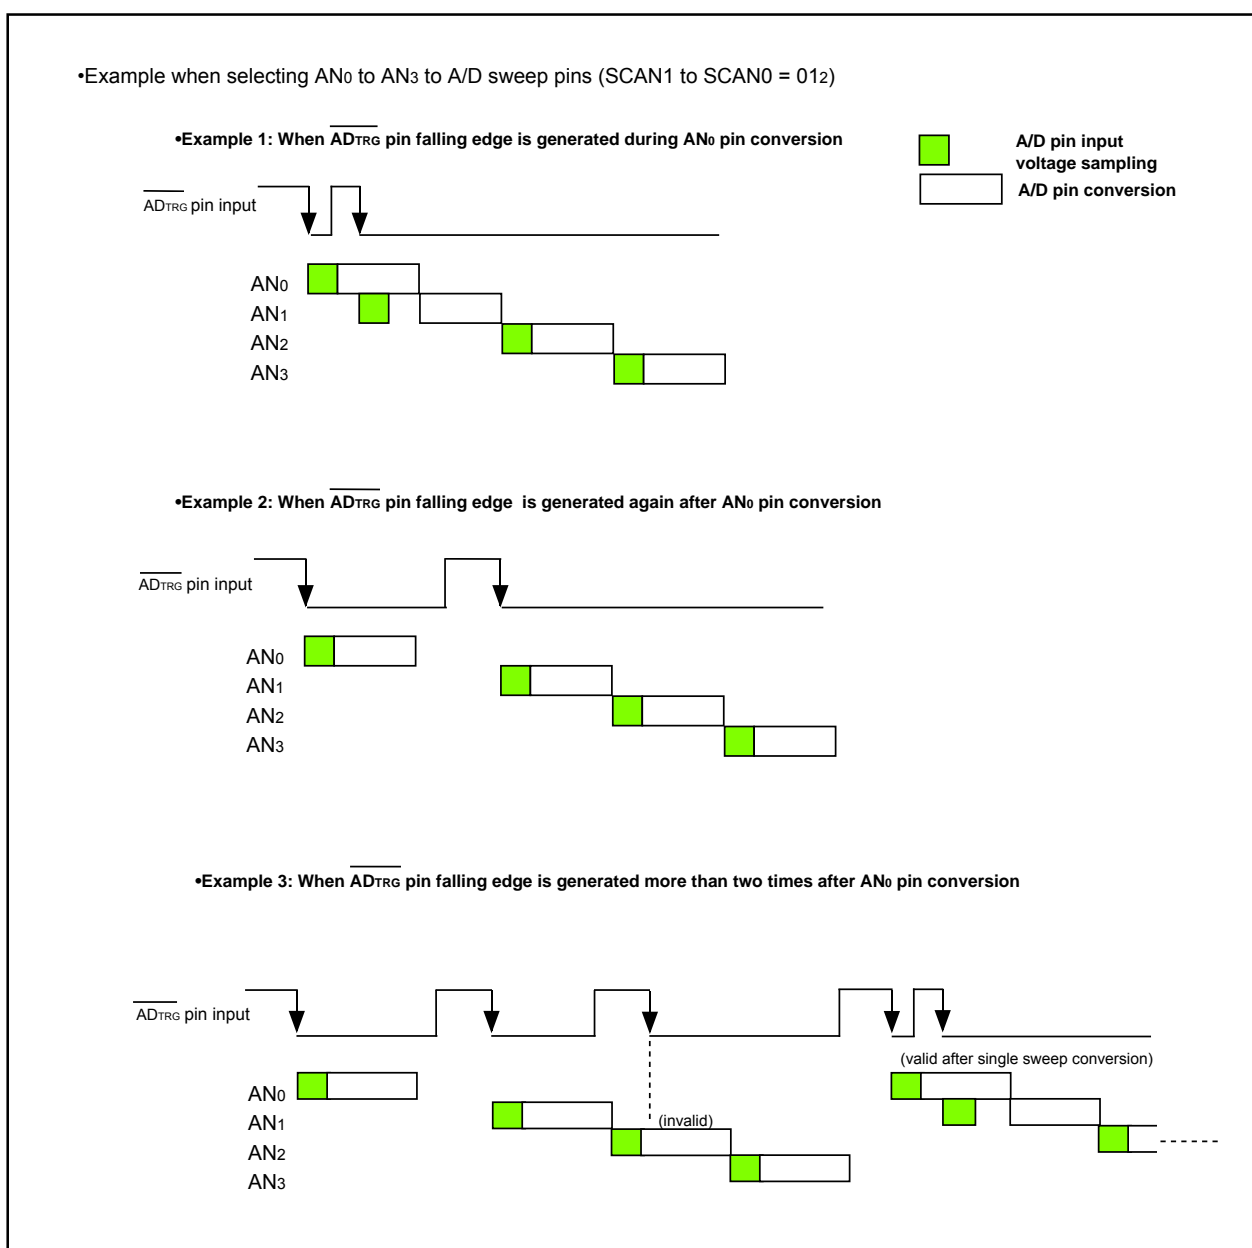 •Example when selecting AN0 to AN3 to A/D sweep pins (SCAN1 to SCAN0 = 012)
•Example 1: When ADTRG pin falling edge is generated during AN0 pin conversion
A/D pin input
voltage sampling
A/D pin conversion
ADTRG pin input
AN0
AN1
AN2
AN3
•Example 2: When ADTRG pin falling edge is generated again after AN0 pin conversion
ADTRG pin input
AN0
AN1
AN2
AN3
•Example 3: When ADTRG pin falling edge is generated more than two times after AN0 pin conversion
ADTRG pin input
(valid after single sweep conversion)
AN0
AN1
(invalid)
AN2
AN3